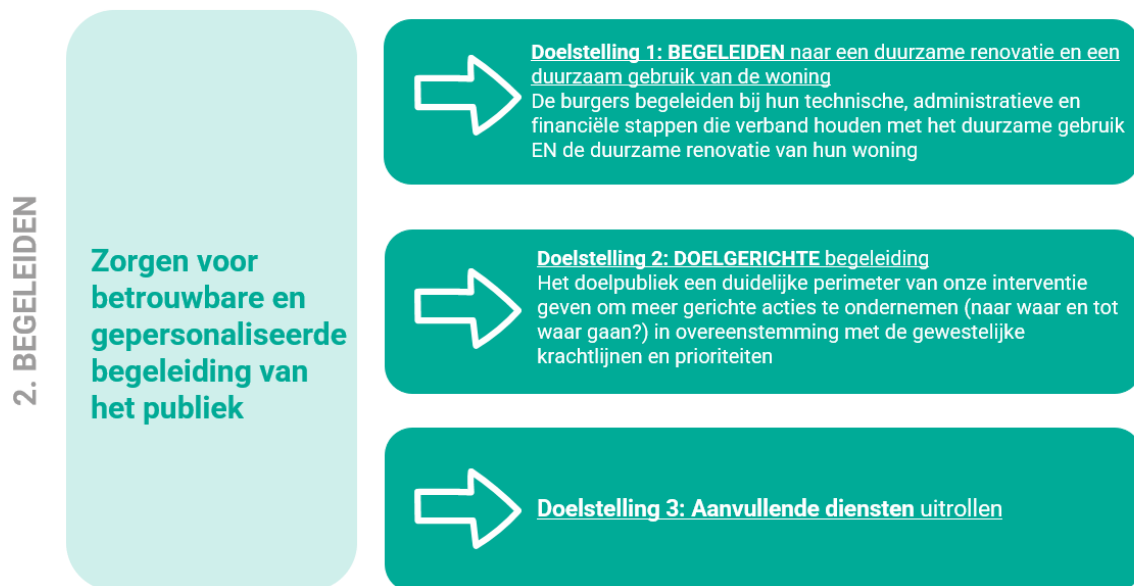 2. BEGELEIDEN
Zorgen voor
betrouwbare en
gepersonaliseerde
begeleiding van
het publiek
Doelstelling 1: BEGELEIDEN naar een duurzame renovatie en een
duurzaam gebruik van de woning
De burgers begeleiden bij hun technische, administratieve en
financiële stappen die verband houden met het duurzame gebruik
EN de duurzame renovatie van hun woning
Doelstelling 2: DOELGERICHTE begeleiding
Het doelpubliek een duidelijke perimeter van onze interventie
geven om meer gerichte acties te ondernemen (naar waar en tot
waar gaan?) in overeenstemming met de gewestelijke
krachtlijnen en prioriteiten
Doelstelling 3: Aanvullende diensten uitrollen